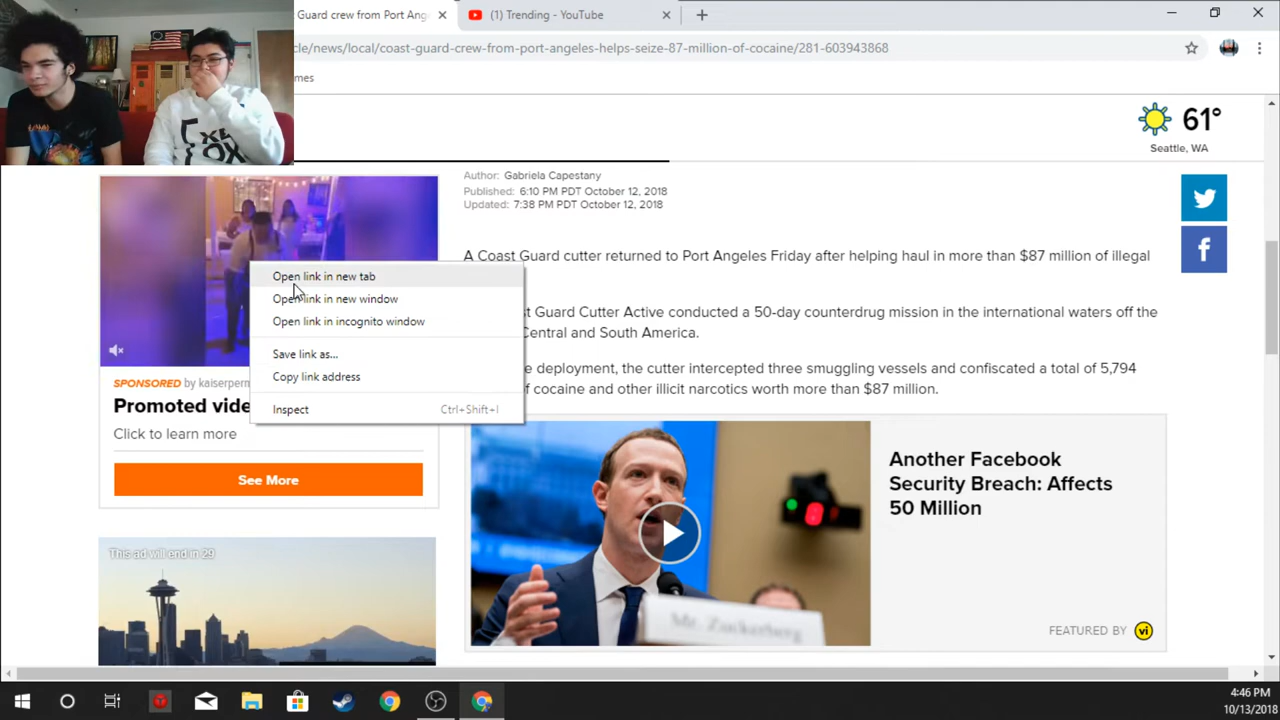 Guard crew from Port Ang
(1) Trending - YouTube
cle/news/local/coast-guard-crew-from-port-angeles-helps-seize-87-million-of-cocaine/281-603943868
mes
61°
Seattle, WA
Author: Gabriela Capestany
Published: 6:10 PM PDT October 12, 2018
Updated: 7:38 PM PDT October 12, 2018
A Coast Guard cutter returned to Port Angeles Friday after helping haul in more than $87 million of illegal
st Guard Cutter Active conducted a 50-day counterdrug mission in the international waters off the
Central and South America.
e deployment, the cutter intercepted three smuggling vessels and confiscated a total of 5,794
of cocaine and other illicit narcotics worth more than $87 million.
Open link in new tab
Open link in new window
Open link in incognito window
Save link as...
Copy link address
Inspect Ctrl+Shift+I
SPONSORED by kaiserperm
Promoted vide
Click to learn more
See More
This ad will end in 29
Another Facebook
Security Breach: Affects
50 Million
Mr. Zuckerberg
FEATURED BY vi
4:46 PM
10/13/2018